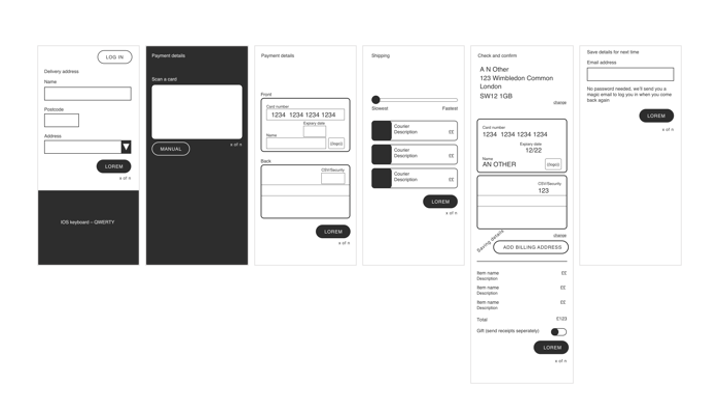 LOG IN
Delivery address
Name
Postcode
Address
LOREM
x of n
iOS keyboard – QWERTY
Payment details
Scan a card
MANUAL
x of n
Payment details
Front
Card number
1234 1234 1234 1234
Expiory date
Name
Back
CSV/Security
LOREM
x of n
Shipping
Slowest
Fastest
Courier
Description
££
Courier
Description
££
Courier
Description
££
LOREM
x of n
Check and confirm
A N Other
123 Wimbledon Common
London
SW12 1GB
change
Card number
1234 1234 1234 1234
Expiory date
12/22
Name
AN OTHER
CSV/Security
123
change
Saving details
ADD BILLING ADDRESS
Item name
££
Description
Item name
££
Description
Item name
££
Description
Total
£123
Gift (send receipts seperately)
LOREM
x of n
Save details for next time
Email address
No password needed, we'll send you a
magic email to log you in when you come
back again
LOREM
x of n